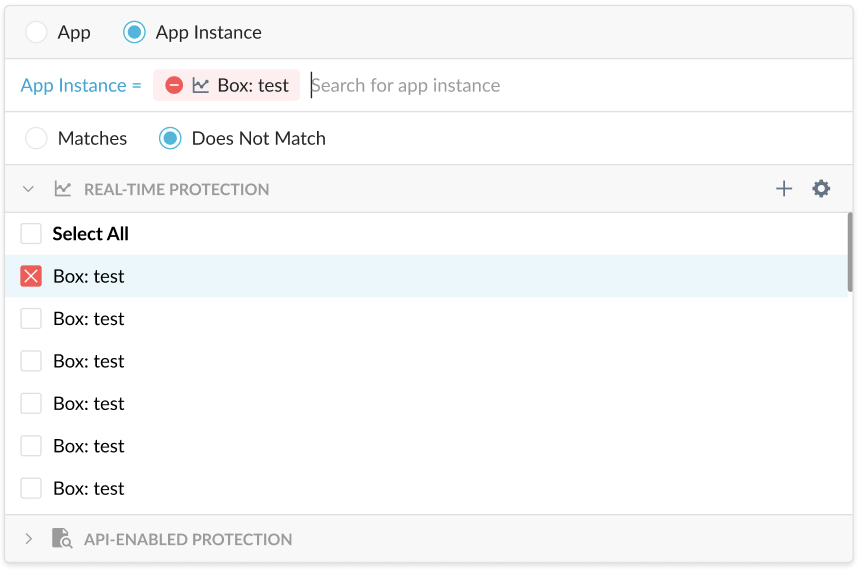 App App Instance
App Instance = Box: test Search for app instance
Matches Does Not Match
REAL-TIME PROTECTION
Select All
Box: test
Box: test
Box: test
Box: test
Box: test
Box: test
API-ENABLED PROTECTION